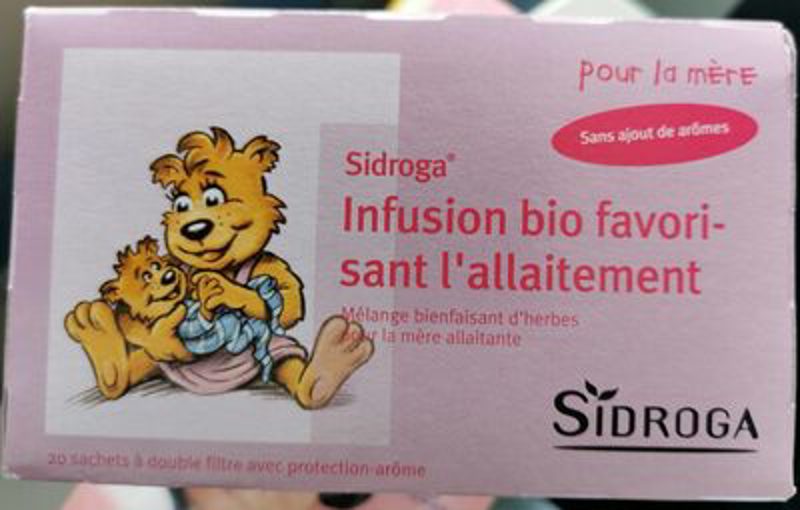 pour la mère
Sans ajout de arômes
Sidroga®
Infusion bio favori-
sant l'allaitement
Mélange bienfaisant d'herbes
pour la mère allaitante
SIDROGA
20 sachets à double filtre avec protection-arôme